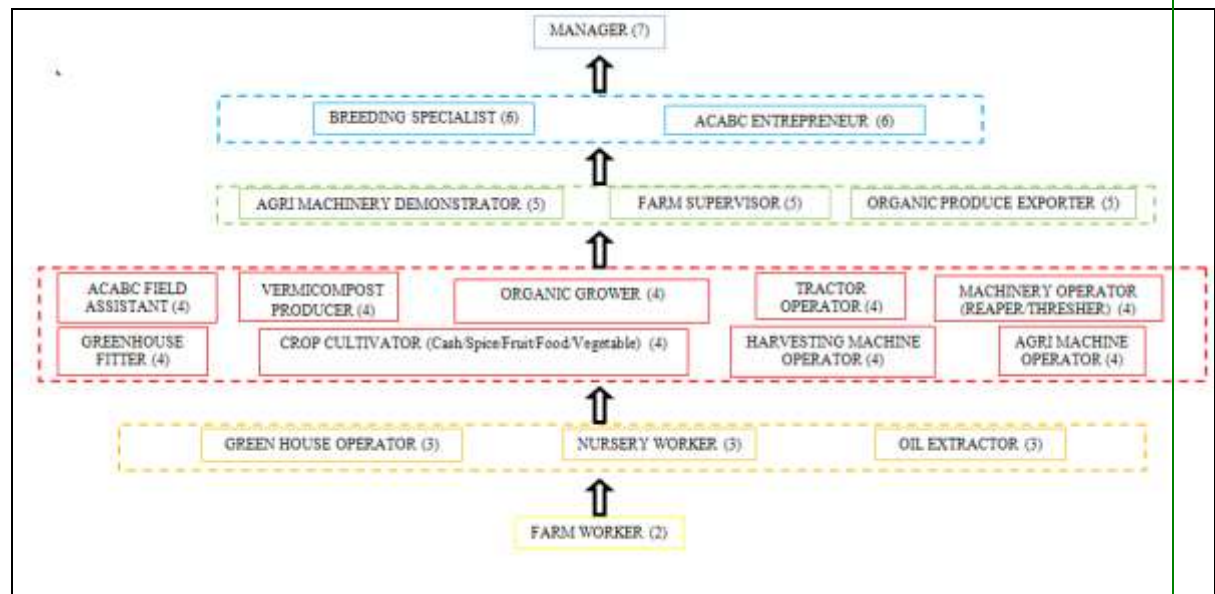 MANAGER (7)
BREEDING SPECIALIST (6)
ACABC ENTREPRENEUR (6)
AGRI MACHINERY DEMONSTRATOR (5)
FARM SUPERVISOR (5)
ORGANIC PRODUCE EXPORTER (5)
ACABC FIELD
ASSISTANT (4)
VERMICOMPOST
PRODUCER (4)
ORGANIC GROWER (4)
TRACTOR
OPERATOR (4)
MACHINERY OPERATOR
(REAPER/THRESHER) (4)
GREENHOUSE
FITTER (4)
CROP CULTIVATOR (Cash/Spice/Fruit/Food/Vegetable) (4)
HARVESTING MACHINE
OPERATOR (4)
AGRI MACHINE
OPERATOR (4)
GREEN HOUSE OPERATOR (3)
NURSERY WORKER (3)
OIL EXTRACTOR (3)
FARM WORKER (2)